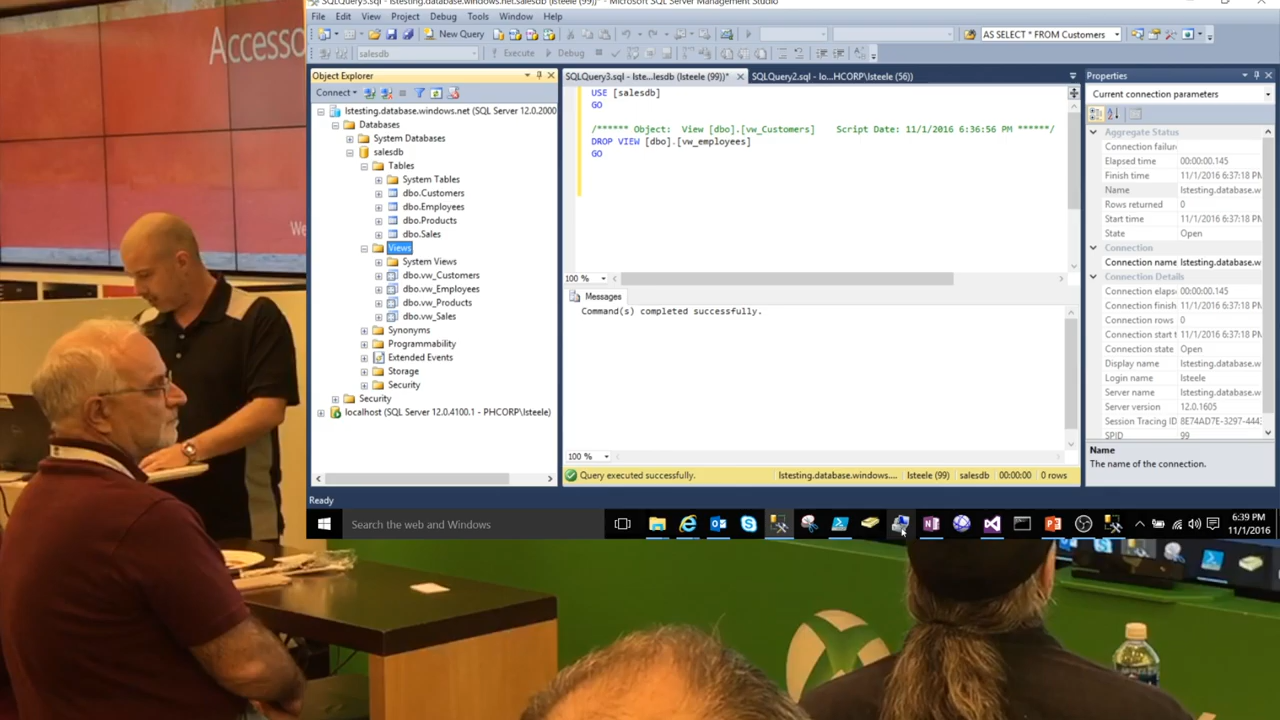 Accesso
We
SQLQuery3.sql - lstesting.database.windows.net.salesdb (lsteele (99))* - Microsoft SQL Server Management Studio
File Edit View Project Debug Tools Window Help
New Query
AS SELECT * FROM Customers
salesdb
Execute Debug
Object Explorer
Connect
lstesting.database.windows.net (SQL Server 12.0.2000
Databases
System Databases
salesdb
Tables
System Tables
dbo.Customers
dbo.Employees
dbo.Products
dbo.Sales
Views
System Views
dbo.vw_Customers
dbo.vw_Employees
dbo.vw_Products
dbo.vw_Sales
Synonyms
Programmability
Extended Events
Storage
Security
Security
localhost (SQL Server 12.0.4100.1 - PHCORP\lsteele)
SQLQuery3.sql - lste...lesdb (lsteele (99))*
SQLQuery2.sql - lo...HCORP\lsteele (56))
USE [salesdb]
GO
/****** Object: View [dbo].[vw_Customers] Script Date: 11/1/2016 6:36:56 PM ******/
DROP VIEW [dbo].[vw_employees]
GO
100 %
Messages
Command(s) completed successfully.
100 %
Query executed successfully. lstesting.database.windows.... lsteele (99) salesdb 00:00:00 0 rows
Properties
Current connection parameters
Aggregate Status
Connection failur
Elapsed time 00:00:00.145
Finish time 11/1/2016 6:37:18 PM
Name lstesting.database.w
Rows returned 0
Start time 11/1/2016 6:37:18 PM
State Open
Connection
Connection name lstesting.database.w
Connection Details
Connection elaps 00:00:00.145
Connection finish 11/1/2016 6:37:18 PM
Connection rows 0
Connection start t 11/1/2016 6:37:18 PM
Connection state Open
Display name lstesting.database.w
Login name lsteele
Server name lstesting.database.w
Server version 12.0.1605
Session Tracing ID 8E74AD7E-3297-444
SPID 99
Name
The name of the connection.
Ready
Search the web and Windows
6:39 PM
11/1/2016